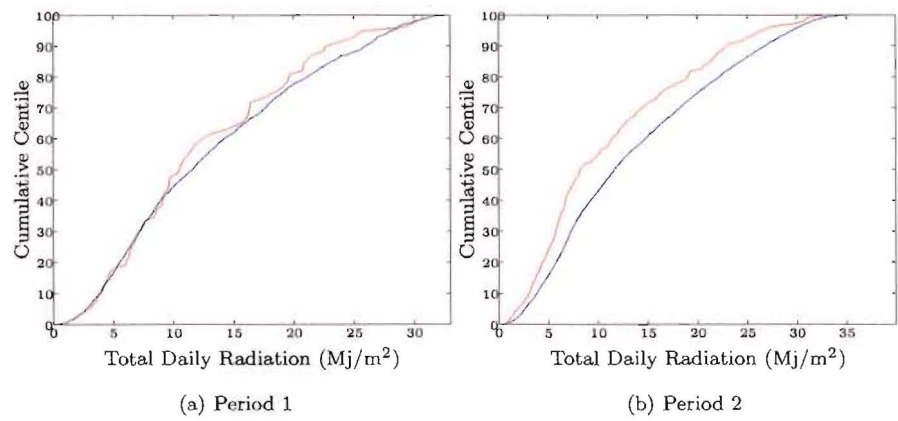 100
90
80
70
60
50
40
30
20
10
0
Cumulative Centile
0 5 10 15 20 25 30
Total Daily Radiation (Mj/m²)
(a) Period 1
100
90
80
70
60
50
40
30
20
10
0
Cumulative Centile
0 5 10 15 20 25 30 35
Total Daily Radiation (Mj/m²)
(b) Period 2